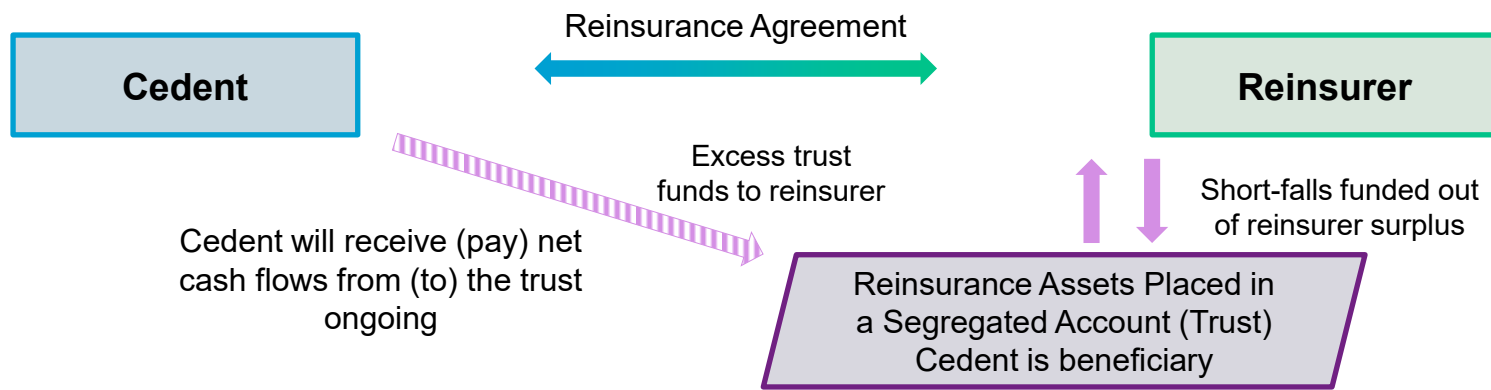 Reinsurance Agreement
Cedent
Reinsurer
Excess trust
funds to reinsurer
Short-falls funded out
of reinsurer surplus
Cedent will receive (pay) net
cash flows from (to) the trust
ongoing
Reinsurance Assets Placed in
a Segregated Account (Trust)
Cedent is beneficiary